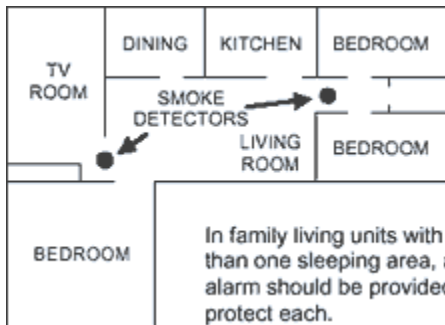 DINING
KITCHEN
BEDROOM
TV
ROOM
SMOKE
DETECTORS
LIVING
ROOM
BEDROOM
BEDROOM
In family living units with
than one sleeping area, a
alarm should be provided
protect each.